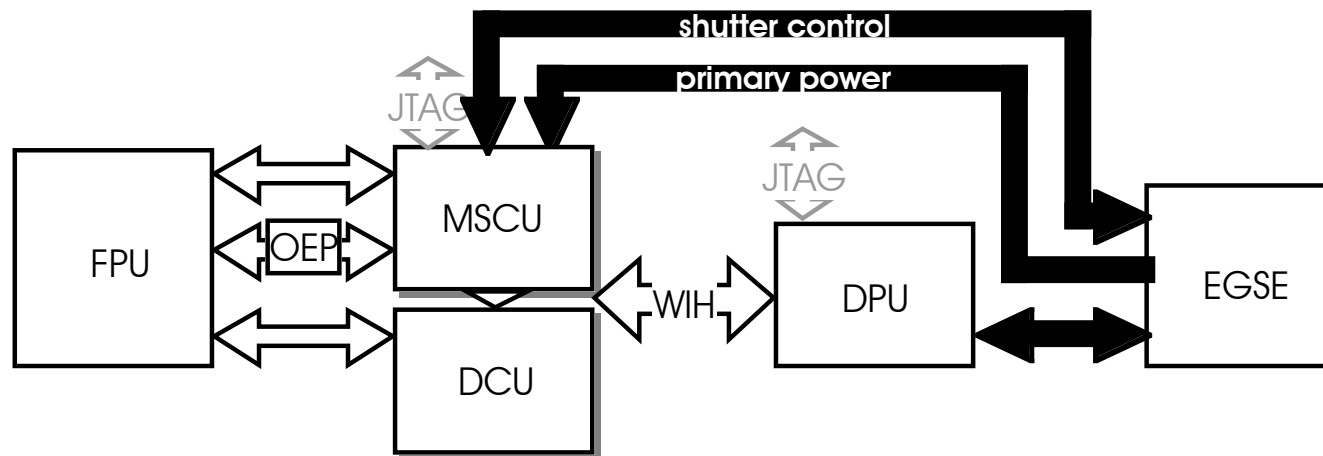 shutter control
primary power
JTAG
JTAG
MSCU
FPU
OEP
WIH
DPU
EGSE
DCU